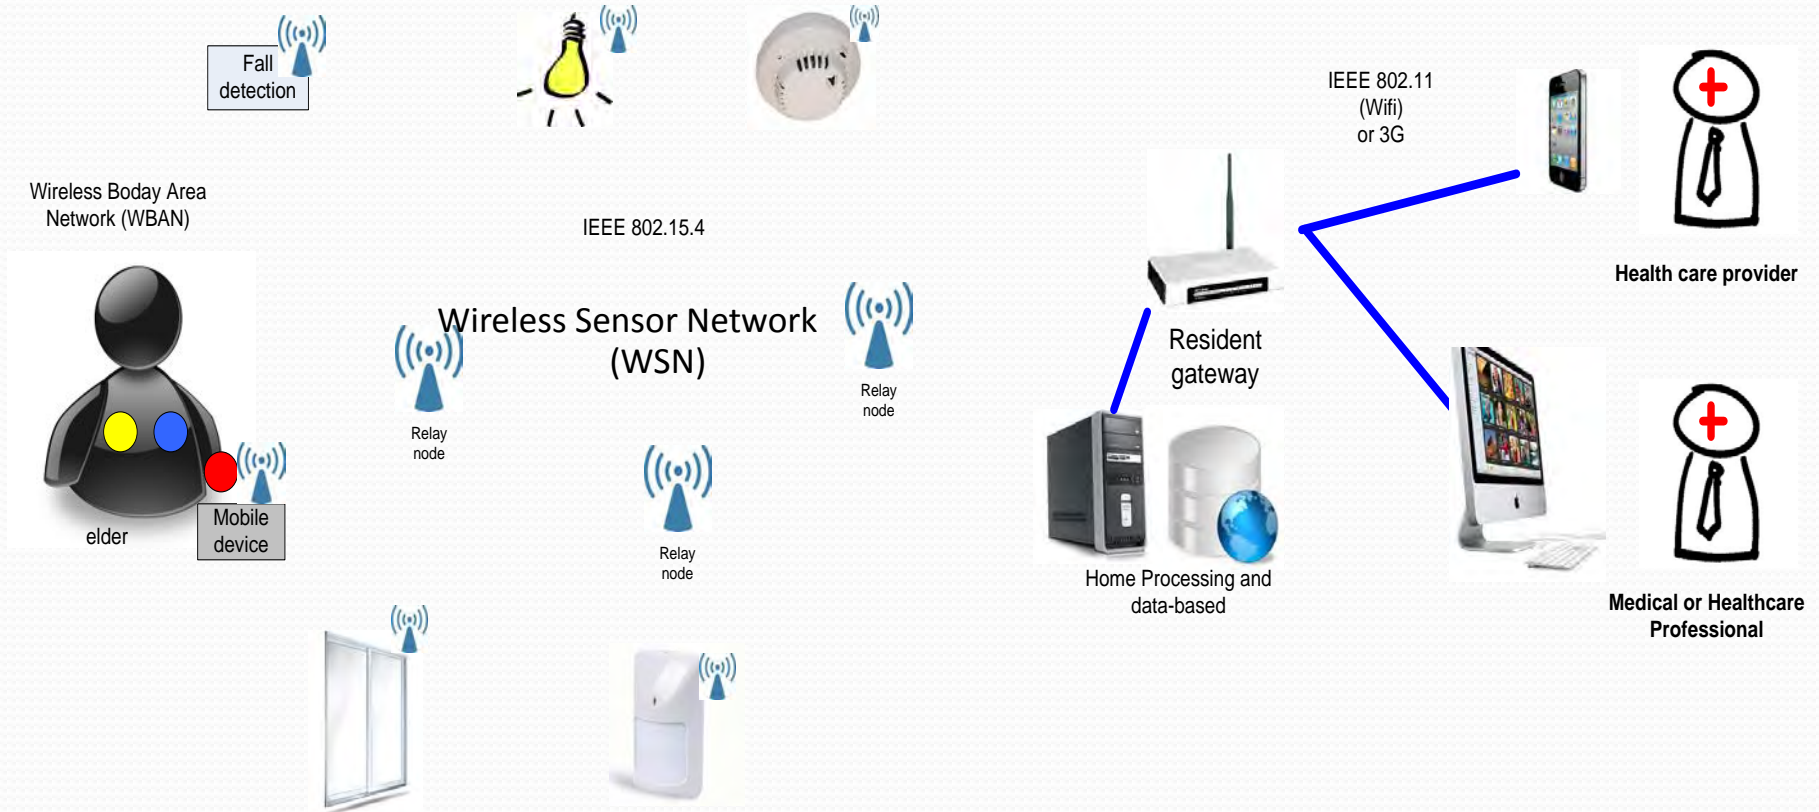 Fall
detection
IEEE 802.11
(Wifi)
or 3G
Wireless Boday Area
Network (WBAN)
IEEE 802.15.4
Health care provider
Wireless Sensor Network
(WSN)
Resident
gateway
Relay
node
Relay
node
Mobile
device
elder
Relay
node
Home Processing and
data-based
Medical or Healthcare
Professional